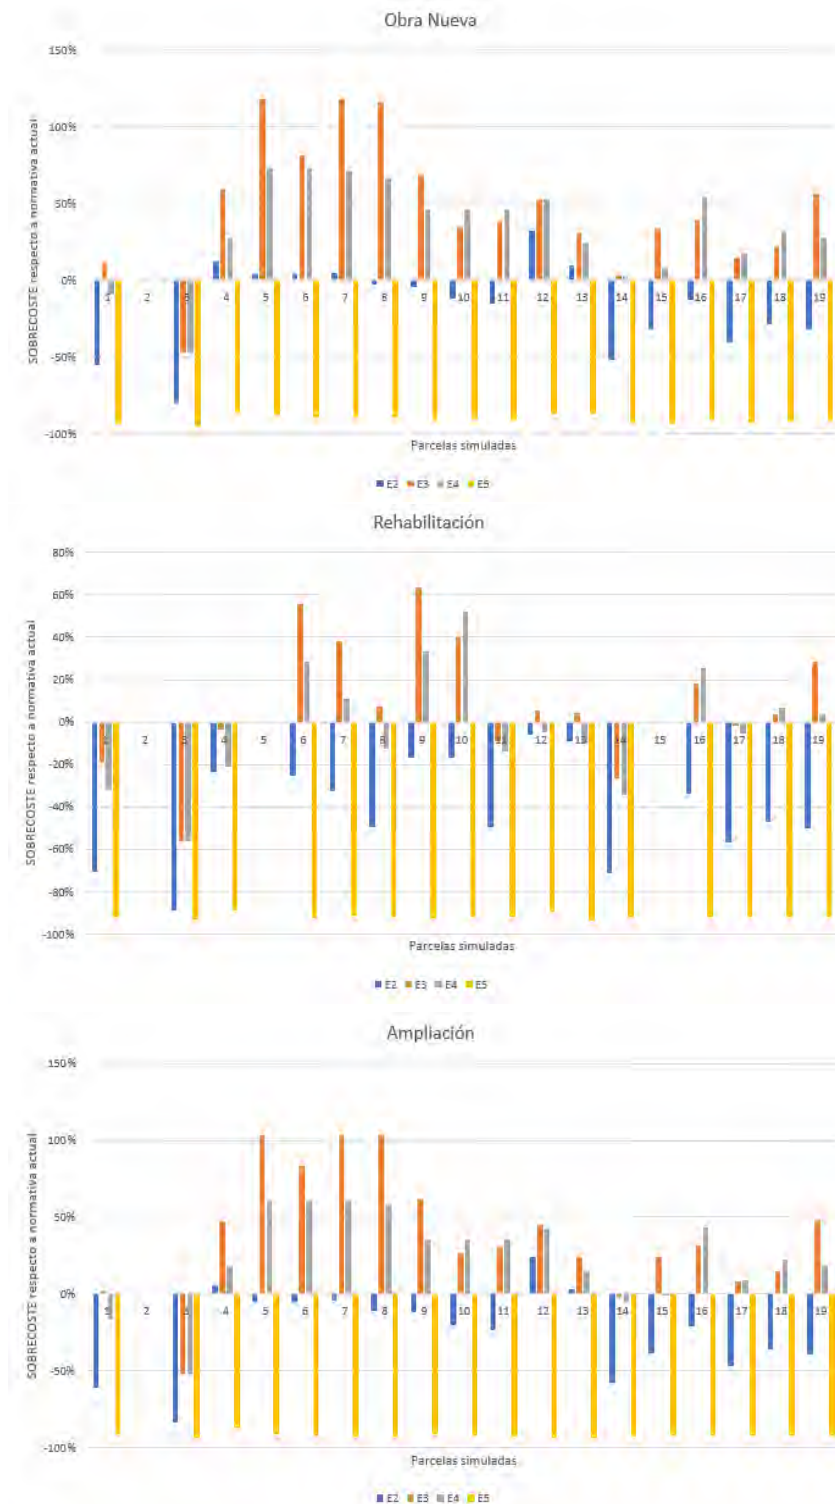 Obra Nueva
150%
100%
50%
0%
-50%
-100%
SOBRECOSTE respecto a normativa actual
1 2 3 4 5 6 7 8 9 10 11 12 13 14 15 16 17 18 19
Parcelas simuladas
E2 E3 E4 E5
Rehabilitación
80%
60%
40%
20%
0%
-20%
-40%
-60%
-80%
-100%
SOBRECOSTE respecto a normativa actual
1 2 3 4 5 6 7 8 9 10 11 12 13 14 15 16 17 18 19
Parcelas simuladas
E2 E3 E4 E5
Ampliación
150%
100%
50%
0%
-50%
-100%
SOBRECOSTE respecto a normativa actual
1 2 3 4 5 6 7 8 9 10 11 12 13 14 15 16 17 18 19
Parcelas simuladas
E2 E3 E4 E5